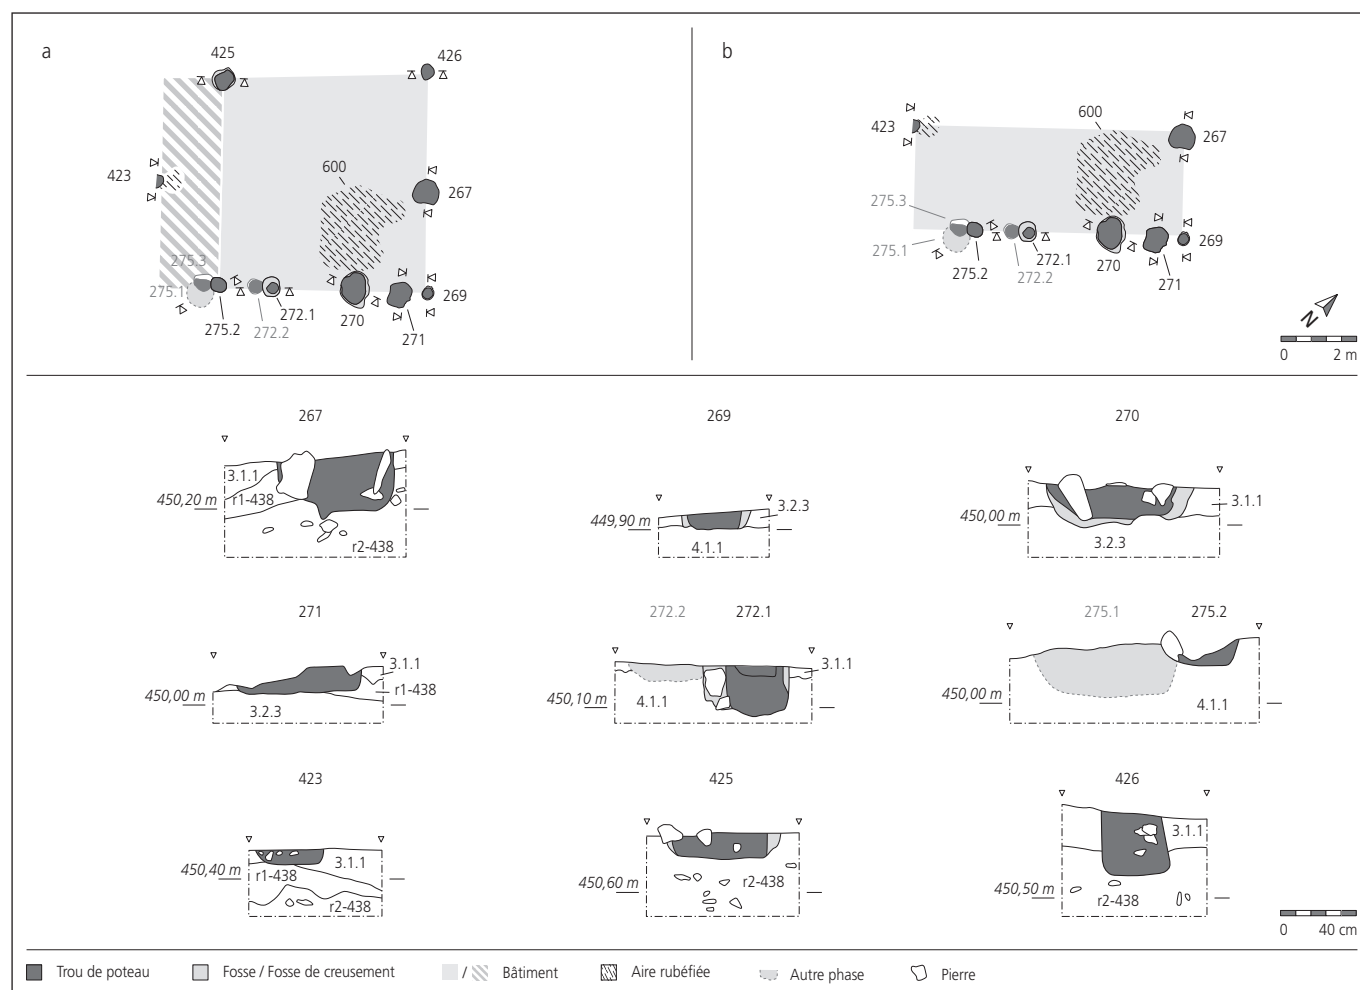 a
425
426
423
600
267
275.3
275.1
275.2
272.2
272.1
270
271
269
b
423
600
267
275.3
275.1
275.2
272.2
272.1
270
271
269
N
0 2 m
267
3.1.1
r1-438
450,20 m
r2-438
269
3.2.3
449,90 m
4.1.1
270
3.1.1
450,00 m
3.2.3
271
3.1.1
r1-438
450,00 m
3.2.3
272.2 272.1
3.1.1
450,10 m
4.1.1
275.1 275.2
450,00 m
4.1.1
423
450,40 m
3.1.1
r1-438
r2-438
425
450,60 m
r2-438
426
3.1.1
450,50 m
r2-438
0 40 cm
Trou de poteau Fosse / Fosse de creusement / Bâtiment Aire rubéfiée Autre phase Pierre